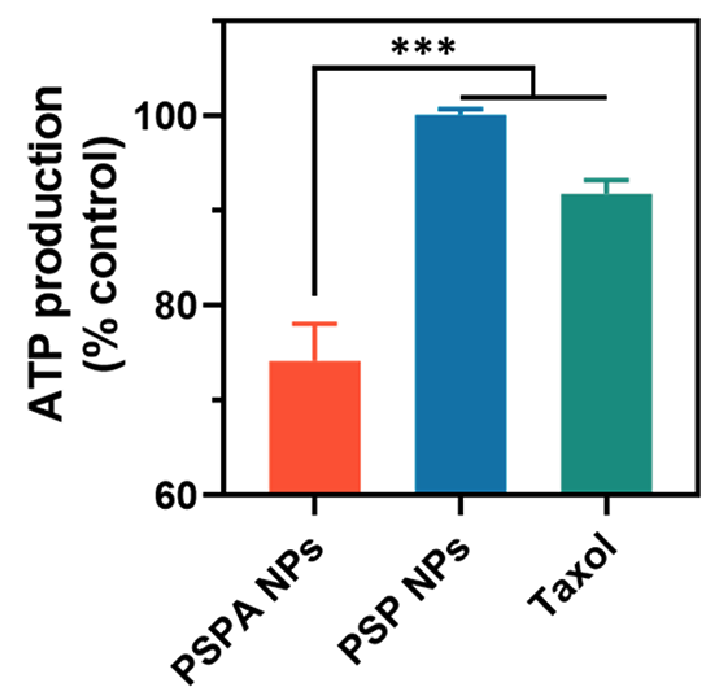 ***
ATP production
(% control)
100
80
60
PSPA NPs
PSP NPs
Taxol